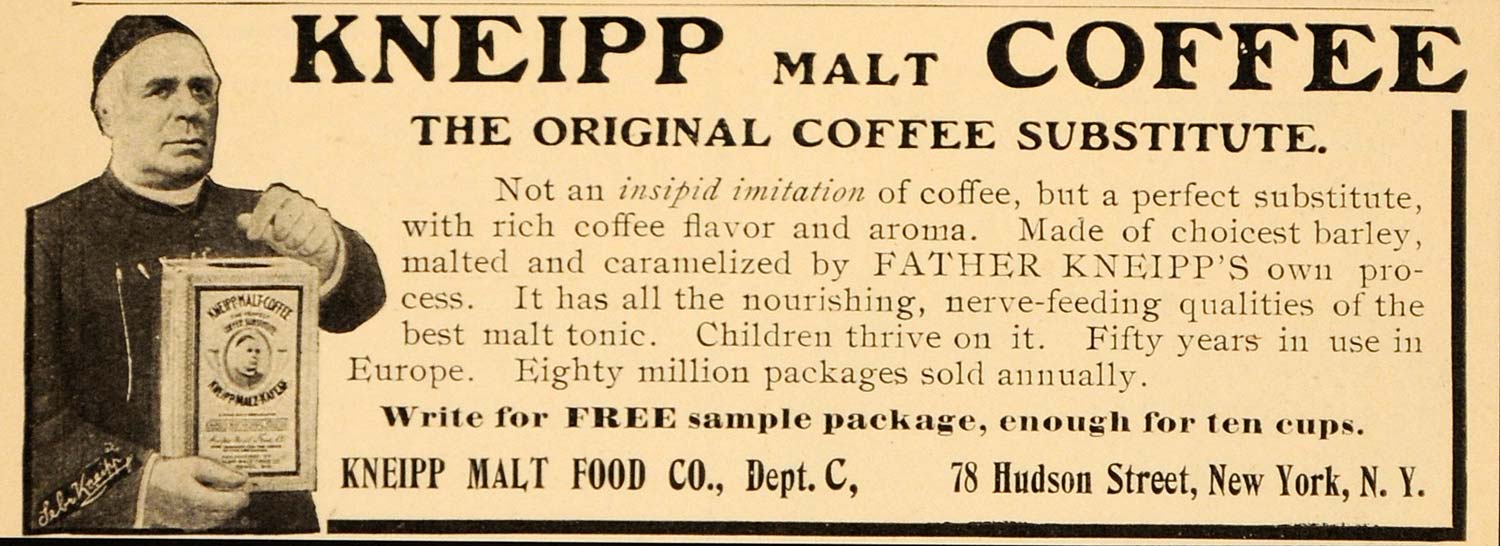 KNEIPP MALT COFFEE
THE ORIGINAL COFFEE SUBSTITUTE.
Not an insipid imitation of coffee, but a perfect substitute,
with rich coffee flavor and aroma. Made of choicest barley,
malted and caramelized by FATHER KNEIPP'S own pro-
cess. It has all the nourishing, nerve-feeding qualities of the
best malt tonic. Children thrive on it. Fifty years in use in
Europe. Eighty million packages sold annually.
Write for FREE sample package, enough for ten cups.
KNEIPP MALT FOOD CO., Dept. C, 78 Hudson Street, New York, N. Y.
KNEIPP MALT-COFFEE
COFFEE SUBSTITUTE
KNEIPP MALZ-KAFFEE
Seb. Kneipp